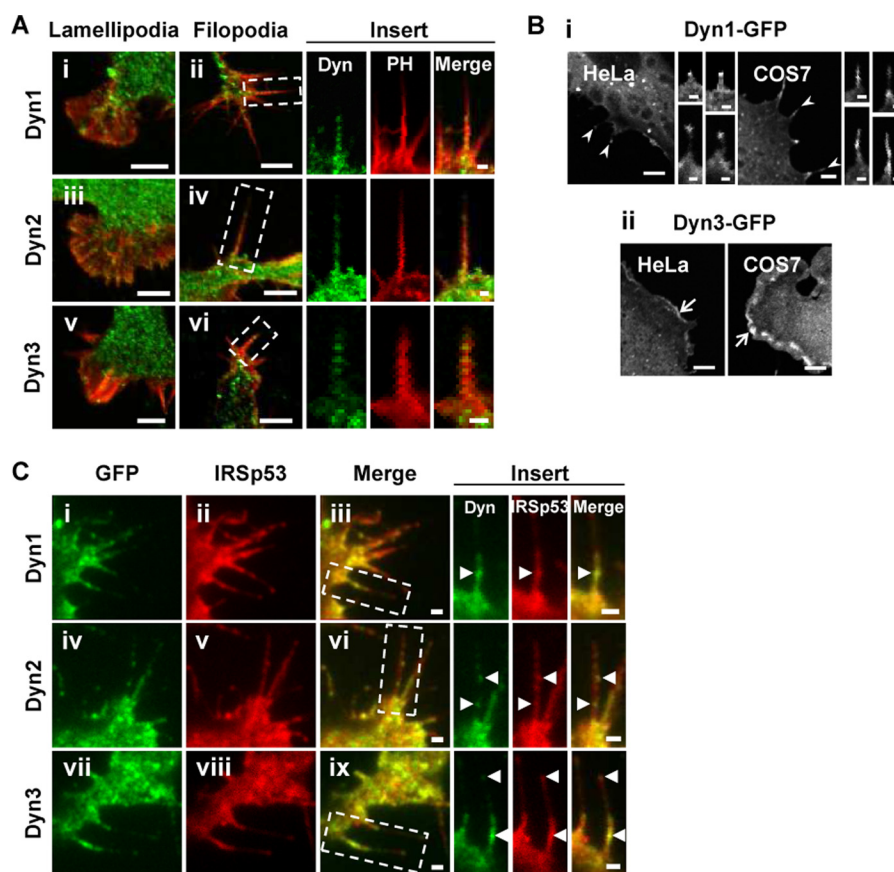 A Lamellipodia Filopodia Insert
Dyn PH Merge
Dyn1 i ii
Dyn2 iii iv
Dyn3 v vi
B Dyn1-GFP
i
HeLa COS7
ii Dyn3-GFP
HeLa COS7
C GFP IRSp53 Merge Insert
Dyn IRSp53 Merge
Dyn1 i ii iii
Dyn2 iv v vi
Dyn3 vii viii ix